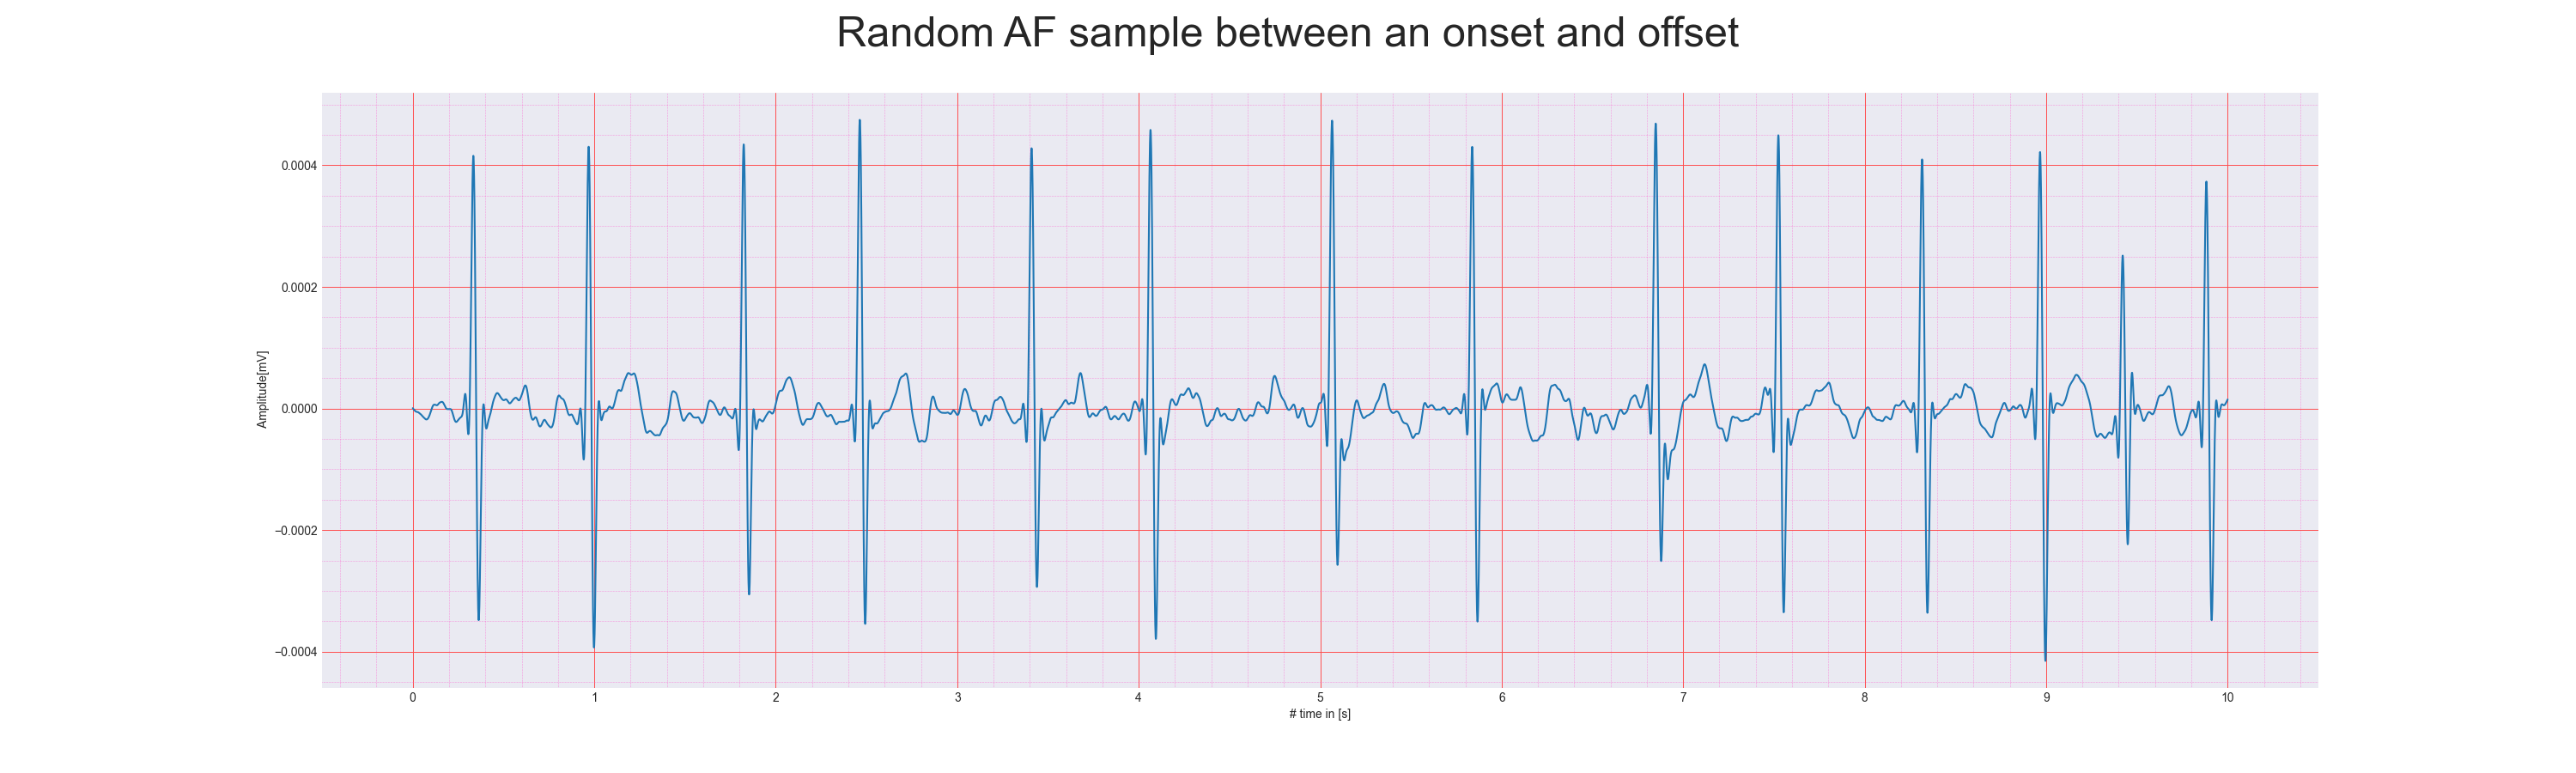 Random AF sample between an onset and offset
0.0004
0.0002
0.0000
−0.0002
−0.0004
Amplitude[mV]
0 1 2 3 4 5 6 7 8 9 10
# time in [s]